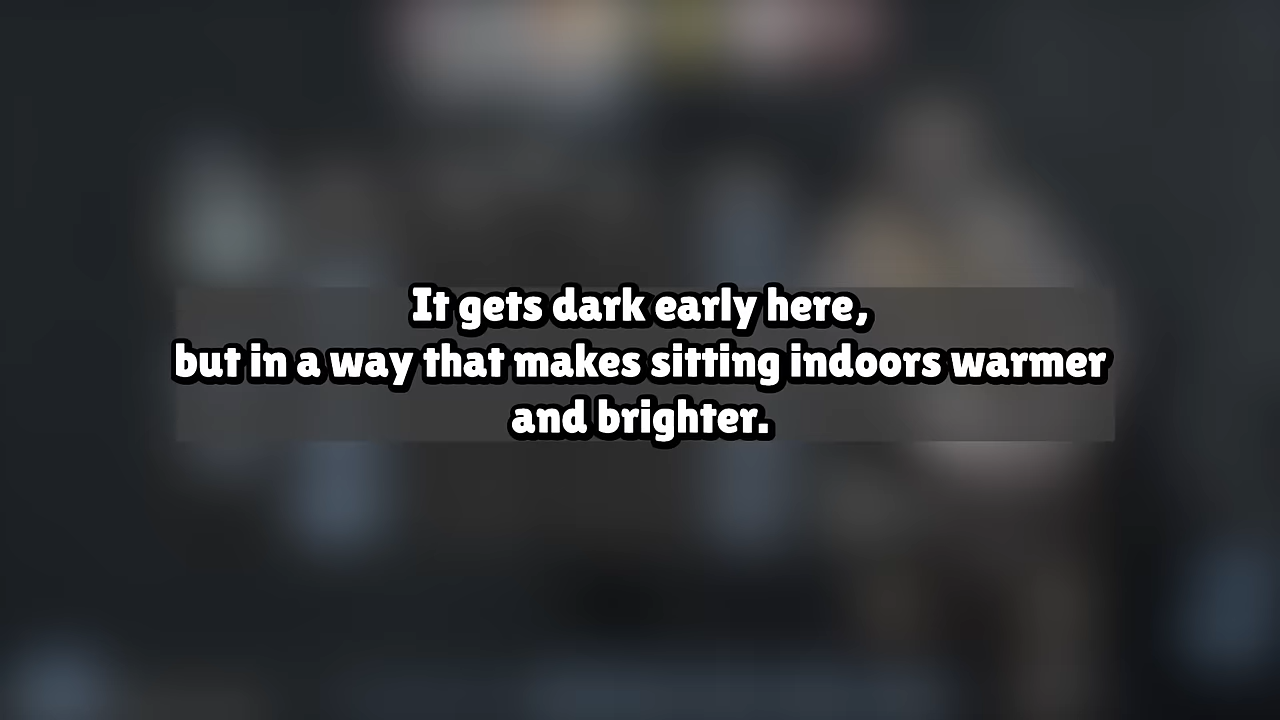 It gets dark early here,
but in a way that makes sitting indoors warmer
and brighter.